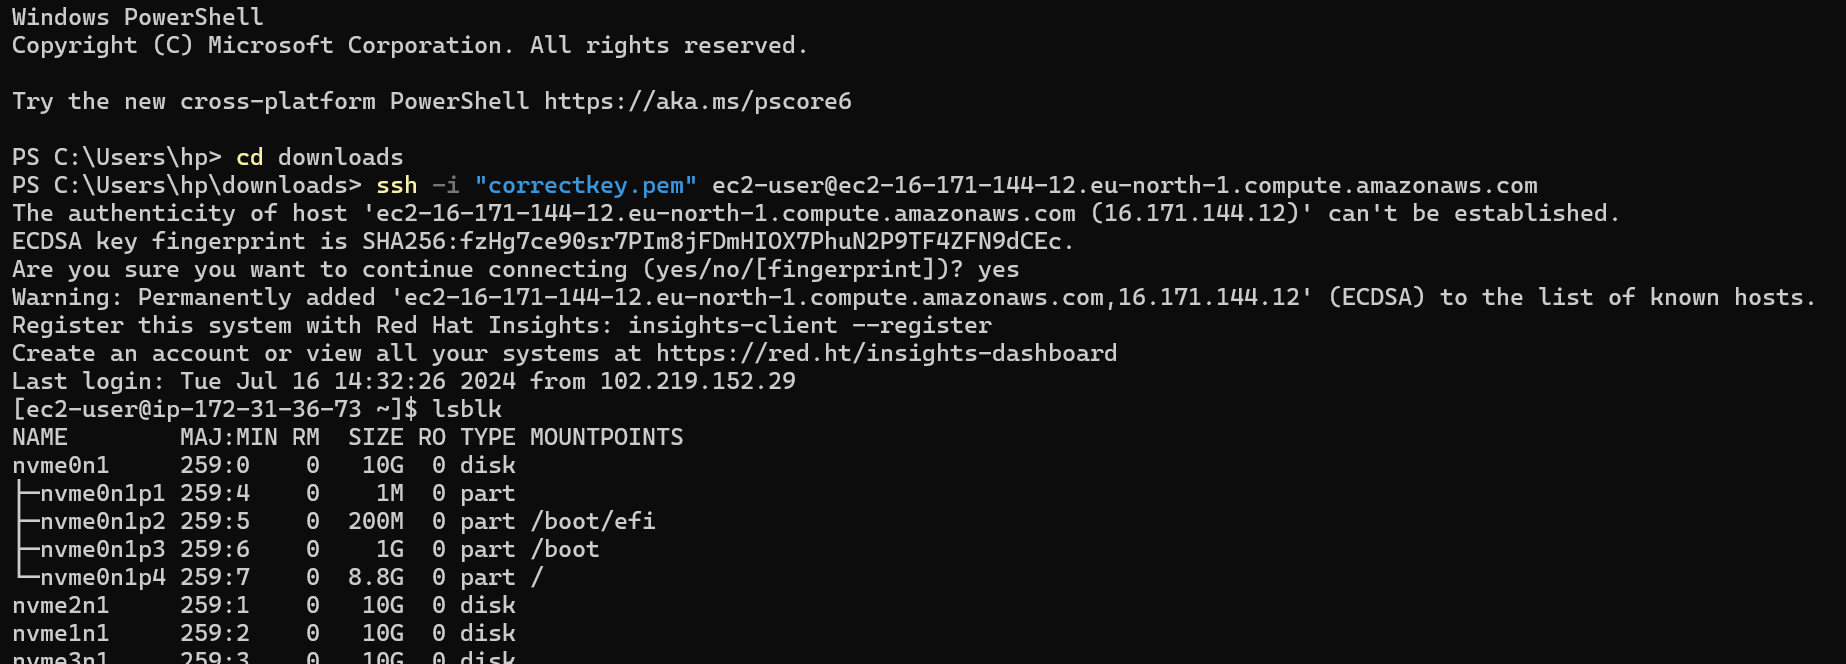 Windows PowerShell
Copyright (C) Microsoft Corporation. All rights reserved.
Try the new cross-platform PowerShell https://aka.ms/pscore6
PS C:\Users\hp> cd downloads
PS C:\Users\hp\downloads> ssh -i "correctkey.pem" ec2-user@ec2-16-171-144-12.eu-north-1.compute.amazonaws.com
The authenticity of host 'ec2-16-171-144-12.eu-north-1.compute.amazonaws.com (16.171.144.12)' can't be established.
ECDSA key fingerprint is SHA256:fzHg7ce90sr7PIm8jFDmHIOX7PhuN2P9TF4ZFN9dCEc.
Are you sure you want to continue connecting (yes/no/[fingerprint])? yes
Warning: Permanently added 'ec2-16-171-144-12.eu-north-1.compute.amazonaws.com,16.171.144.12' (ECDSA) to the list of known hosts.
Register this system with Red Hat Insights: insights-client --register
Create an account or view all your systems at https://red.ht/insights-dashboard
Last login: Tue Jul 16 14:32:26 2024 from 102.219.152.29
[ec2-user@ip-172-31-36-73 ~]$ lsblk
NAME        MAJ:MIN RM  SIZE RO TYPE MOUNTPOINTS
nvme0n1     259:0    0   10G  0 disk
├─nvme0n1p1 259:4    0    1M  0 part
├─nvme0n1p2 259:5    0  200M  0 part /boot/efi
├─nvme0n1p3 259:6    0    1G  0 part /boot
└─nvme0n1p4 259:7    0  8.8G  0 part /
nvme2n1     259:1    0   10G  0 disk
nvme1n1     259:2    0   10G  0 disk
nvme3n1     259:3    0   10G  0 disk